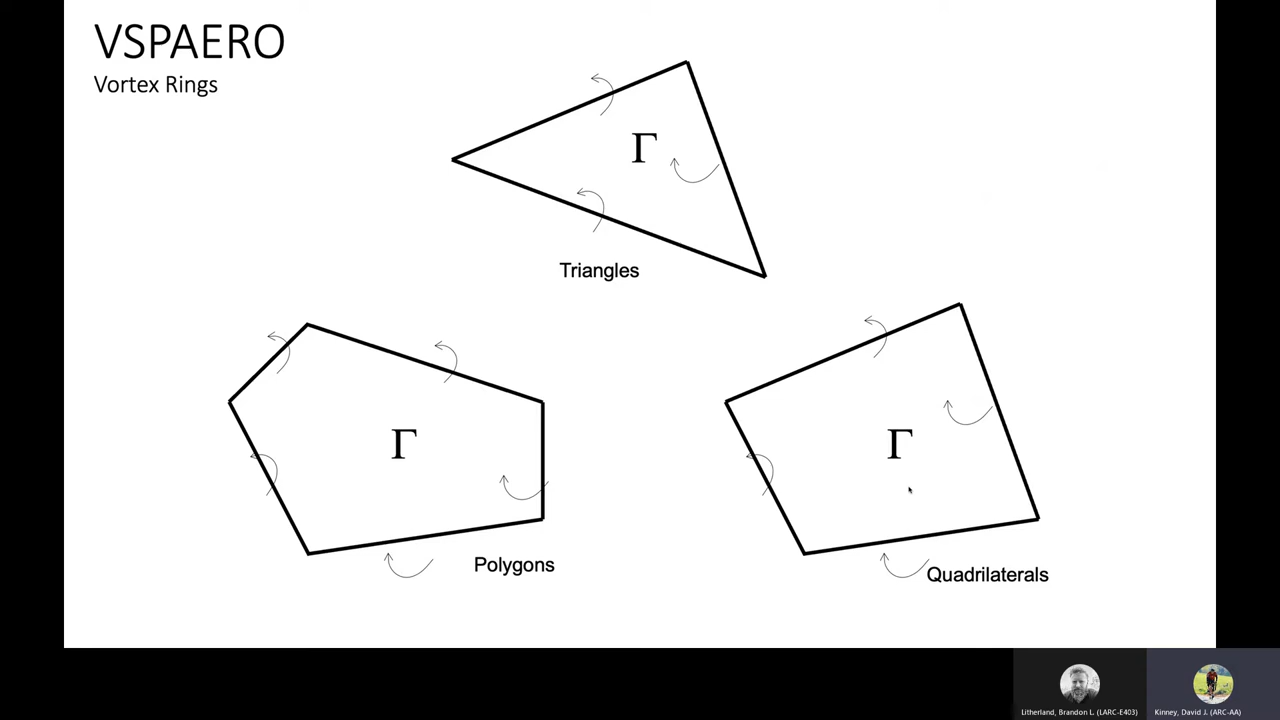 VSPAERO
Vortex Rings
Γ
Triangles
Γ
Γ
Polygons
Quadrilaterals
Litherland, Brandon L. (LARC-E403)
Kinney, David J. (ARC-AA)